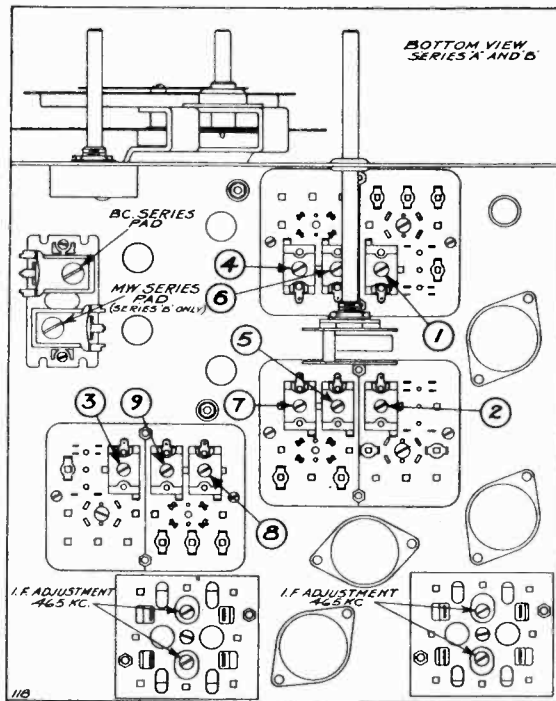 BOTTOM VIEW
SERIES 'A' AND 'B'
BC. SERIES
PAD
4
6
1
MW SERIES
PAD
(SERIES 'B' ONLY)
5
7
2
3
9
8
I.F. ADJUSTMENT
465 KC.
I.F. ADJUSTMENT
465 KC.
118